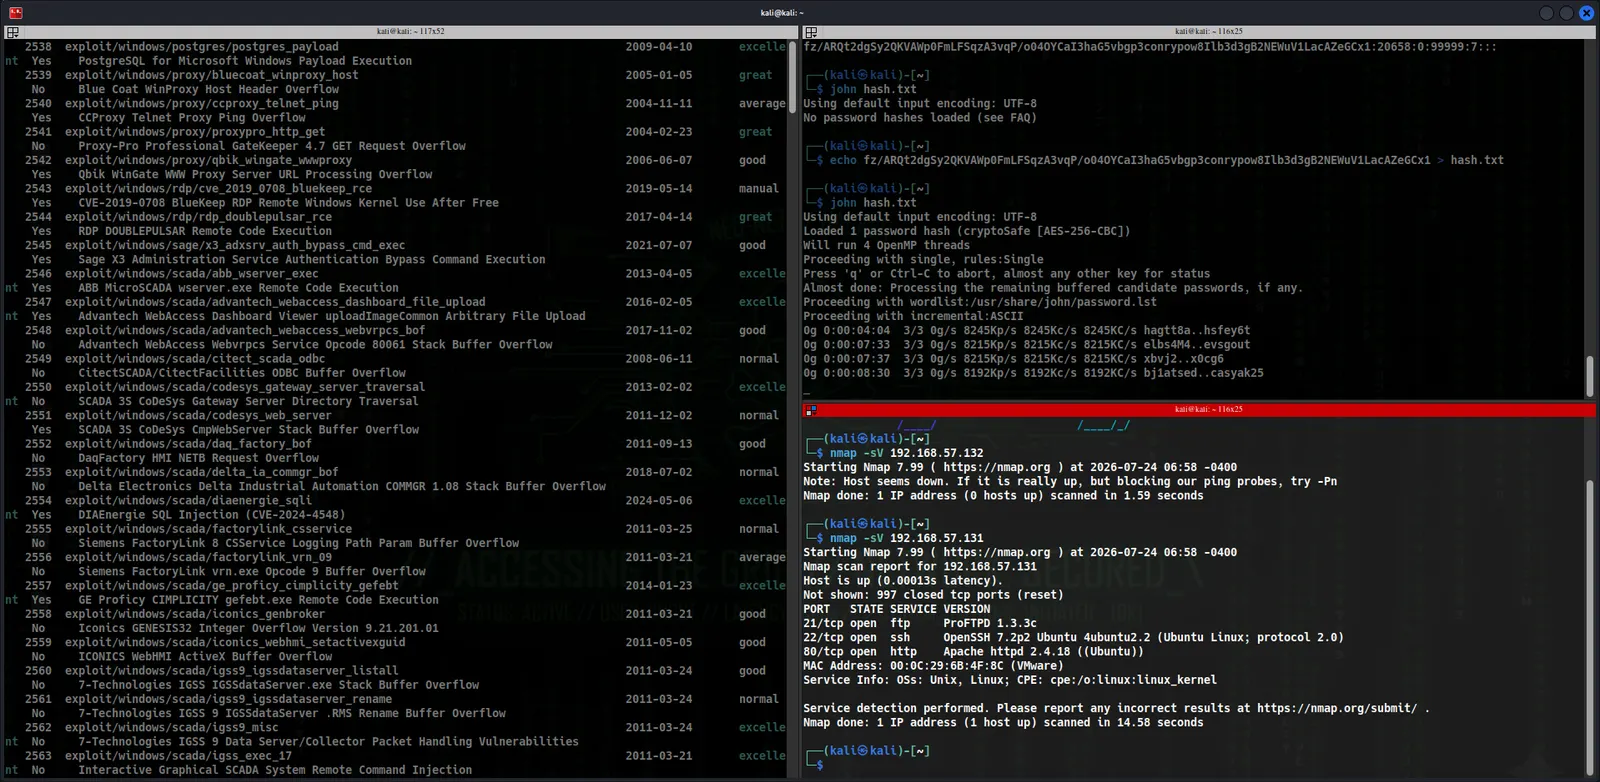 kali@kali: ~
kali@kali: ~ 117x52
2538 exploit/windows/postgres/postgres_payload 2009-04-10 excelle
nt Yes PostgreSQL for Microsoft Windows Payload Execution
2539 exploit/windows/proxy/bluecoat_winproxy_host 2005-01-05 great
No Blue Coat WinProxy Host Header Overflow
2540 exploit/windows/proxy/ccproxy_telnet_ping 2004-11-11 average
Yes CCProxy Telnet Proxy Ping Overflow
2541 exploit/windows/proxy/proxypro_http_get 2004-02-23 great
No Proxy-Pro Professional GateKeeper 4.7 GET Request Overflow
2542 exploit/windows/proxy/qbik_wingate_wwwproxy 2006-06-07 good
Yes Qbik WinGate WWW Proxy Server URL Processing Overflow
2543 exploit/windows/rdp/cve_2019_0708_bluekeep_rce 2019-05-14 manual
Yes CVE-2019-0708 BlueKeep RDP Remote Windows Kernel Use After Free
2544 exploit/windows/rdp/rdp_doublepulsar_rce 2017-04-14 great
Yes RDP DOUBLEPULSAR Remote Code Execution
2545 exploit/windows/sage/x3_adxsrv_auth_bypass_cmd_exec 2021-07-07 good
Yes Sage X3 Administration Service Authentication Bypass Command Execution
2546 exploit/windows/scada/abb_wserver_exec 2013-04-05 excelle
nt Yes ABB MicroSCADA wserver.exe Remote Code Execution
2547 exploit/windows/scada/advantech_webaccess_dashboard_file_upload 2016-02-05 excelle
nt Yes Advantech WebAccess Dashboard Viewer uploadImageCommon Arbitrary File Upload
2548 exploit/windows/scada/advantech_webaccess_webvrpcs_bof 2017-11-02 good
No Advantech WebAccess Webvrpcs Service Opcode 80061 Stack Buffer Overflow
2549 exploit/windows/scada/citect_scada_odbc 2008-06-11 normal
No CitectSCADA/CitectFacilities ODBC Buffer Overflow
2550 exploit/windows/scada/codesys_gateway_server_traversal 2013-02-02 excelle
nt No SCADA 3S CoDeSys Gateway Server Directory Traversal
2551 exploit/windows/scada/codesys_web_server 2011-12-02 normal
Yes SCADA 3S CoDeSys CmpWebServer Stack Buffer Overflow
2552 exploit/windows/scada/daq_factory_bof 2011-09-13 good
No DaqFactory HMI NETB Request Overflow
2553 exploit/windows/scada/delta_ia_commgr_bof 2018-07-02 normal
No Delta Electronics Delta Industrial Automation COMMGR 1.08 Stack Buffer Overflow
2554 exploit/windows/scada/diaenergie_sqli 2024-05-06 excelle
nt Yes DIAEnergie SQL Injection (CVE-2024-4548)
2555 exploit/windows/scada/factorylink_csservice 2011-03-25 normal
No Siemens FactoryLink 8 CSService Logging Path Param Buffer Overflow
2556 exploit/windows/scada/factorylink_vrn_09 2011-03-21 average
No Siemens FactoryLink vrn.exe Opcode 9 Buffer Overflow
2557 exploit/windows/scada/ge_proficy_cimplicity_gefebt 2014-01-23 excelle
nt Yes GE Proficy CIMPLICITY gefebt.exe Remote Code Execution
2558 exploit/windows/scada/iconics_genbroker 2011-03-21 good
No Iconics GENESIS32 Integer Overflow Version 9.21.201.01
2559 exploit/windows/scada/iconics_webhmi_setactivexguid 2011-05-05 good
No ICONICS WebHMI ActiveX Buffer Overflow
2560 exploit/windows/scada/igss9_igssdataserver_listall 2011-03-24 good
No 7-Technologies IGSS IGSSdataServer.exe Stack Buffer Overflow
2561 exploit/windows/scada/igss9_igssdataserver_rename 2011-03-24 normal
No 7-Technologies IGSS 9 IGSSdataServer .RMS Rename Buffer Overflow
2562 exploit/windows/scada/igss9_misc 2011-03-24 excelle
nt No 7-Technologies IGSS 9 Data Server/Collector Packet Handling Vulnerabilities
2563 exploit/windows/scada/igss_exec_17 2011-03-21 excelle
nt No Interactive Graphical SCADA System Remote Command Injection
kali@kali: ~ 116x25
fz/ARQt2dgSy2QKVAWp0FmLFSqzA3vqP/o04OYCaI3haG5vbgp3conrypow8Ilb3d3gB2NEWuV1LacAZeGCx1:20658:0:99999:7:::
┌──(kali㉿kali)-[~]
└─$ john hash.txt
Using default input encoding: UTF-8
No password hashes loaded (see FAQ)
┌──(kali㉿kali)-[~]
└─$ echo fz/ARQt2dgSy2QKVAWp0FmLFSqzA3vqP/o04OYCaI3haG5vbgp3conrypow8Ilb3d3gB2NEWuV1LacAZeGCx1 > hash.txt
┌──(kali㉿kali)-[~]
└─$ john hash.txt
Using default input encoding: UTF-8
Loaded 1 password hash (cryptoSafe [AES-256-CBC])
Will run 4 OpenMP threads
Proceeding with single, rules:Single
Press 'q' or Ctrl-C to abort, almost any other key for status
Almost done: Processing the remaining buffered candidate passwords, if any.
Proceeding with wordlist:/usr/share/john/password.lst
Proceeding with incremental:ASCII
0g 0:00:04:04 3/3 0g/s 8245Kp/s 8245Kc/s 8245KC/s hagtt8a..hsfey6t
0g 0:00:07:33 3/3 0g/s 8215Kp/s 8215Kc/s 8215KC/s elbs4M4..evsgout
0g 0:00:07:37 3/3 0g/s 8215Kp/s 8215Kc/s 8215KC/s xbvj2..x0cg6
0g 0:00:08:30 3/3 0g/s 8192Kp/s 8192Kc/s 8192KC/s bj1atsed..casyak25
kali@kali: ~ 116x25
/____/ /____/_/
┌──(kali㉿kali)-[~]
└─$ nmap -sV 192.168.57.132
Starting Nmap 7.99 ( https://nmap.org ) at 2026-07-24 06:58 -0400
Note: Host seems down. If it is really up, but blocking our ping probes, try -Pn
Nmap done: 1 IP address (0 hosts up) scanned in 1.59 seconds
┌──(kali㉿kali)-[~]
└─$ nmap -sV 192.168.57.131
Starting Nmap 7.99 ( https://nmap.org ) at 2026-07-24 06:58 -0400
Nmap scan report for 192.168.57.131
Host is up (0.00013s latency).
Not shown: 997 closed tcp ports (reset)
PORT STATE SERVICE VERSION
21/tcp open ftp ProFTPD 1.3.3c
22/tcp open ssh OpenSSH 7.2p2 Ubuntu 4ubuntu2.2 (Ubuntu Linux; protocol 2.0)
80/tcp open http Apache httpd 2.4.18 ((Ubuntu))
MAC Address: 00:0C:29:6B:4F:8C (VMware)
Service Info: OSs: Unix, Linux; CPE: cpe:/o:linux:linux_kernel
Service detection performed. Please report any incorrect results at https://nmap.org/submit/ .
Nmap done: 1 IP address (1 host up) scanned in 14.58 seconds
┌──(kali㉿kali)-[~]
└─$